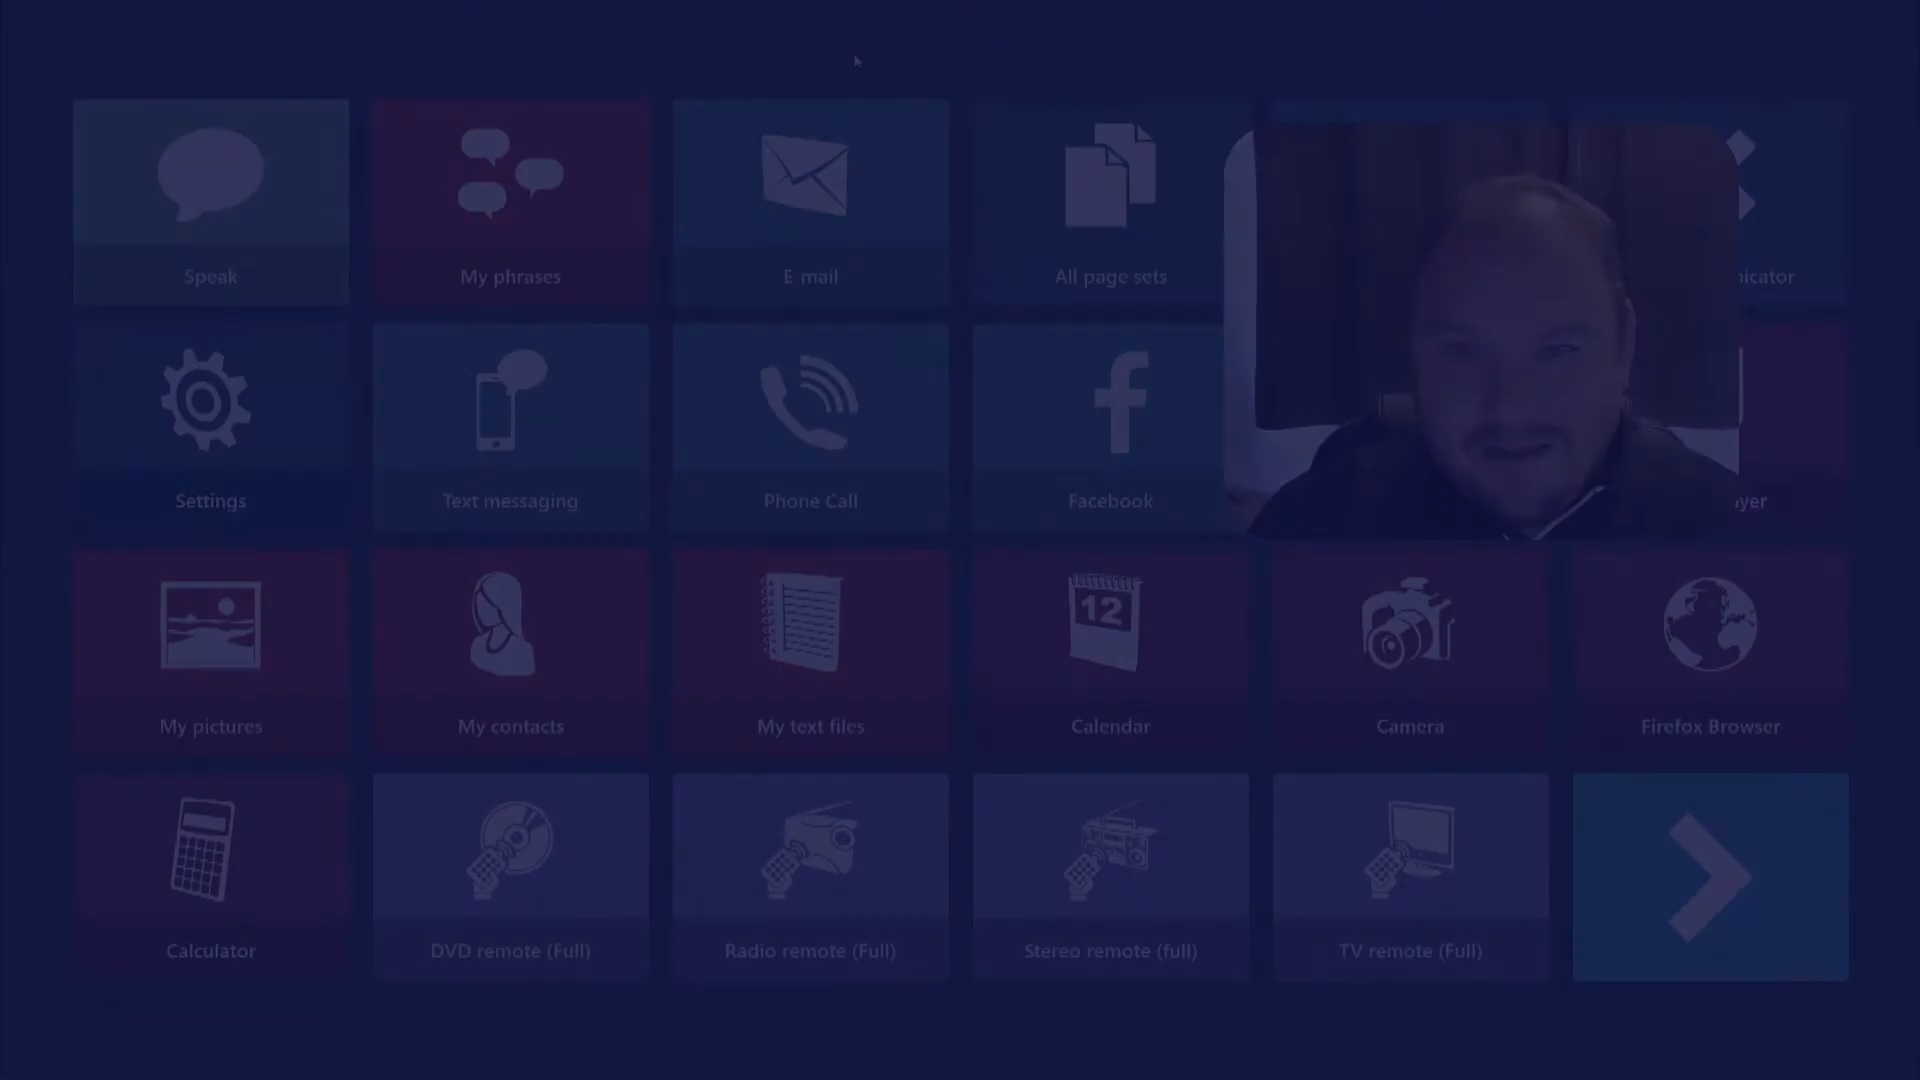 Speak
My phrases
E-mail
All page sets
nicator
Settings
Text messaging
Phone Call
Facebook
yer
My pictures
My contacts
My text files
12
Calendar
Camera
Firefox Browser
Calculator
DVD remote (Full)
Radio remote (Full)
Stereo remote (full)
TV remote (Full)